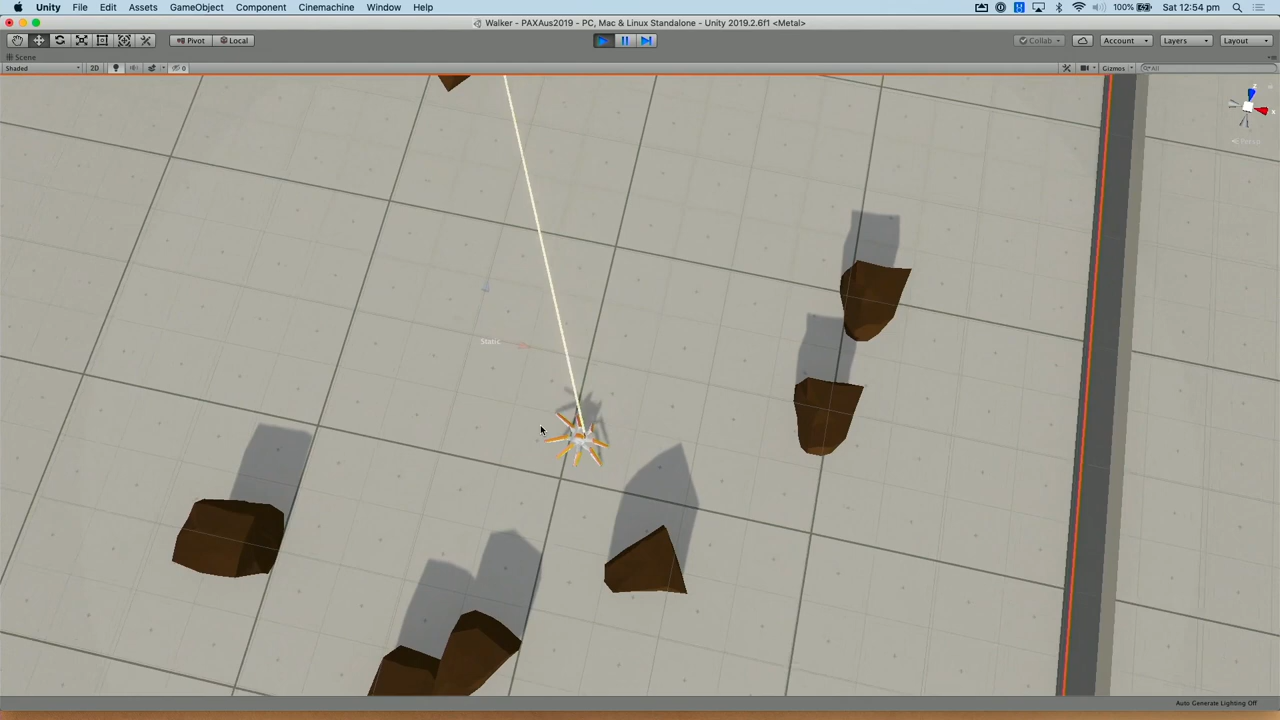 Unity File Edit Assets GameObject Component Cinemachine Window Help 100% Sat 12:54 pm
Walker - PAXAus2019 - PC, Mac & Linux Standalone - Unity 2019.2.6f1 <Metal>
Pivot Local Collab Account Layers Layout
Scene
Shaded 2D 0 Gizmos All
z
x
Static
Auto Generate Lighting Off